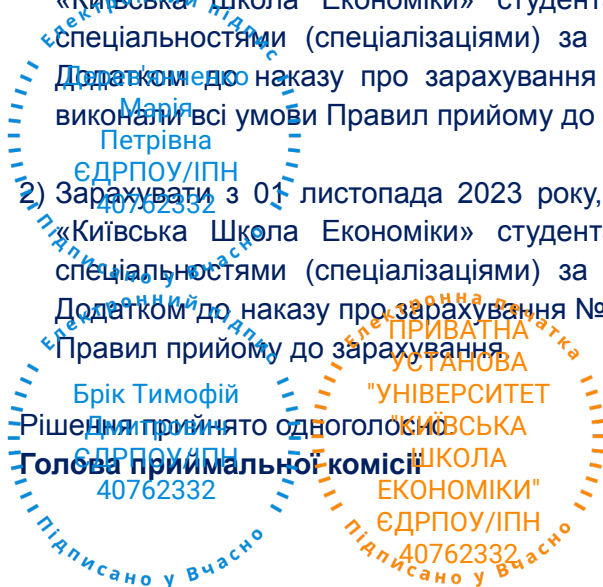 «Київська Школа Економіки» студент
спеціальностями (спеціалізаціями) за
Додатком до наказу про зарахування
виконали всі умови Правил прийому до
2) Зарахувати з 01 листопада 2023 року,
«Київська Школа Економіки» студент
спеціальностями (спеціалізаціями) за
Додатком до наказу про зарахування №
Правил прийому до зарахування.
Рішення прийнято одноголосно.
Голова приймальної комісії
Електронний підпис
Марія
Петрівна
ЄДРПОУ/ІПН
40762332
Підписано у Вчасно
Електронний підпис
Брік Тимофій
Дмитрович
ЄДРПОУ/ІПН
40762332
Підписано у Вчасно
Електронна печатка
ПРИВАТНА
УСТАНОВА
"УНІВЕРСИТЕТ
"КИЇВСЬКА
ШКОЛА
ЕКОНОМІКИ"
ЄДРПОУ/ІПН
40762332
Підписано у Вчасно